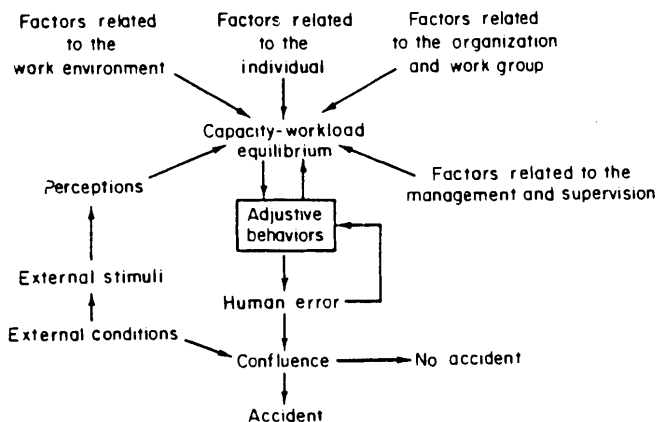 Factors related
to the
work environment
Factors related
to the
individual
Factors related
to the organization
and work group
Capacity-workload
equilibrium
Perceptions
Factors related to the
management and supervision
Adjustive
behaviors
External stimuli
Human error
External conditions
Confluence
No accident
Accident